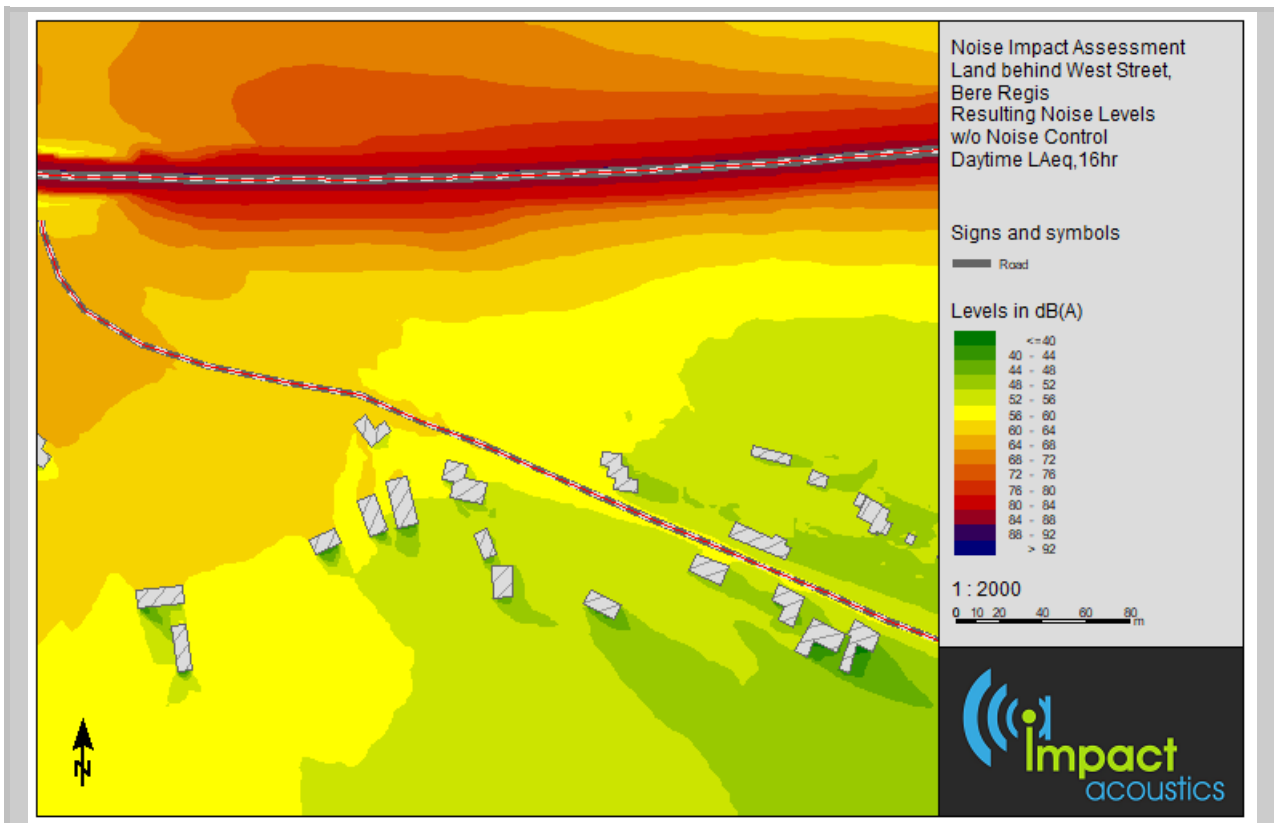 Noise Impact Assessment
Land behind West Street,
Bere Regis
Resulting Noise Levels
w/o Noise Control
Daytime LAeq,16hr
Signs and symbols
Road
Levels in dB(A)
<=40
40 - 44
44 - 48
48 - 52
52 - 56
56 - 60
60 - 64
64 - 68
68 - 72
72 - 76
76 - 80
80 - 84
84 - 88
88 - 92
> 92
1 : 2000
0 10 20 40 60 80
m
N
impact
acoustics